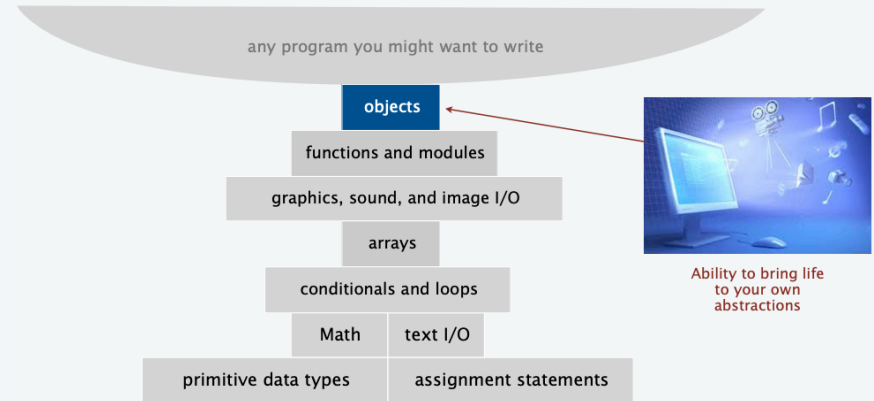 any program you might want to write
objects
functions and modules
graphics, sound, and image I/O
arrays
conditionals and loops
Math
text I/O
primitive data types
assignment statements
Ability to bring life
to your own
abstractions